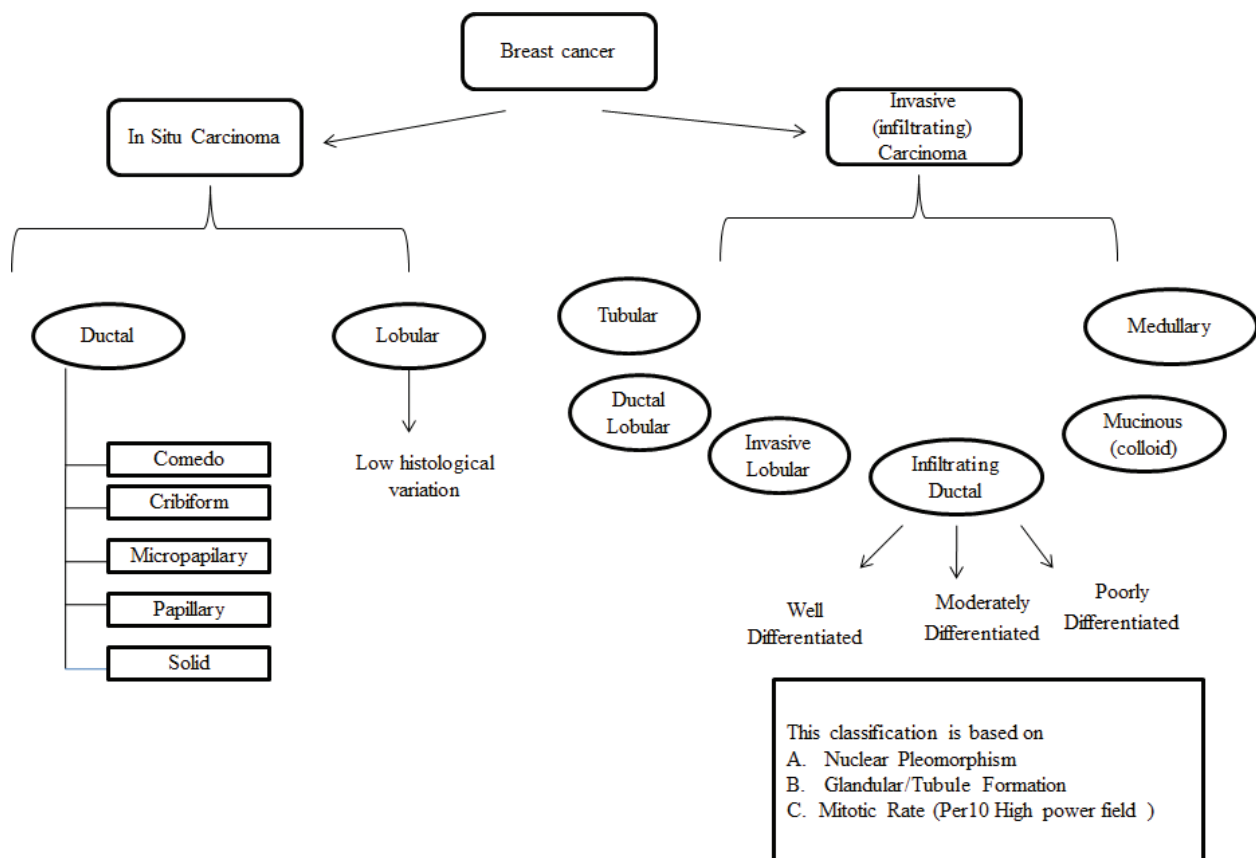 Breast cancer
In Situ Carcinoma
Invasive
(infiltrating)
Carcinoma
Ductal
Lobular
Tubular
Medullary
Ductal
Lobular
Invasive
Lobular
Infiltrating
Ductal
Mucinous
(colloid)
Comedo
Cribiform
Micropapilary
Papillary
Solid
Low histological
variation
Well
Differentiated
Moderately
Differentiated
Poorly
Differentiated
This classification is based on
A. Nuclear Pleomorphism
B. Glandular/Tubule Formation
C. Mitotic Rate (Per10 High power field )